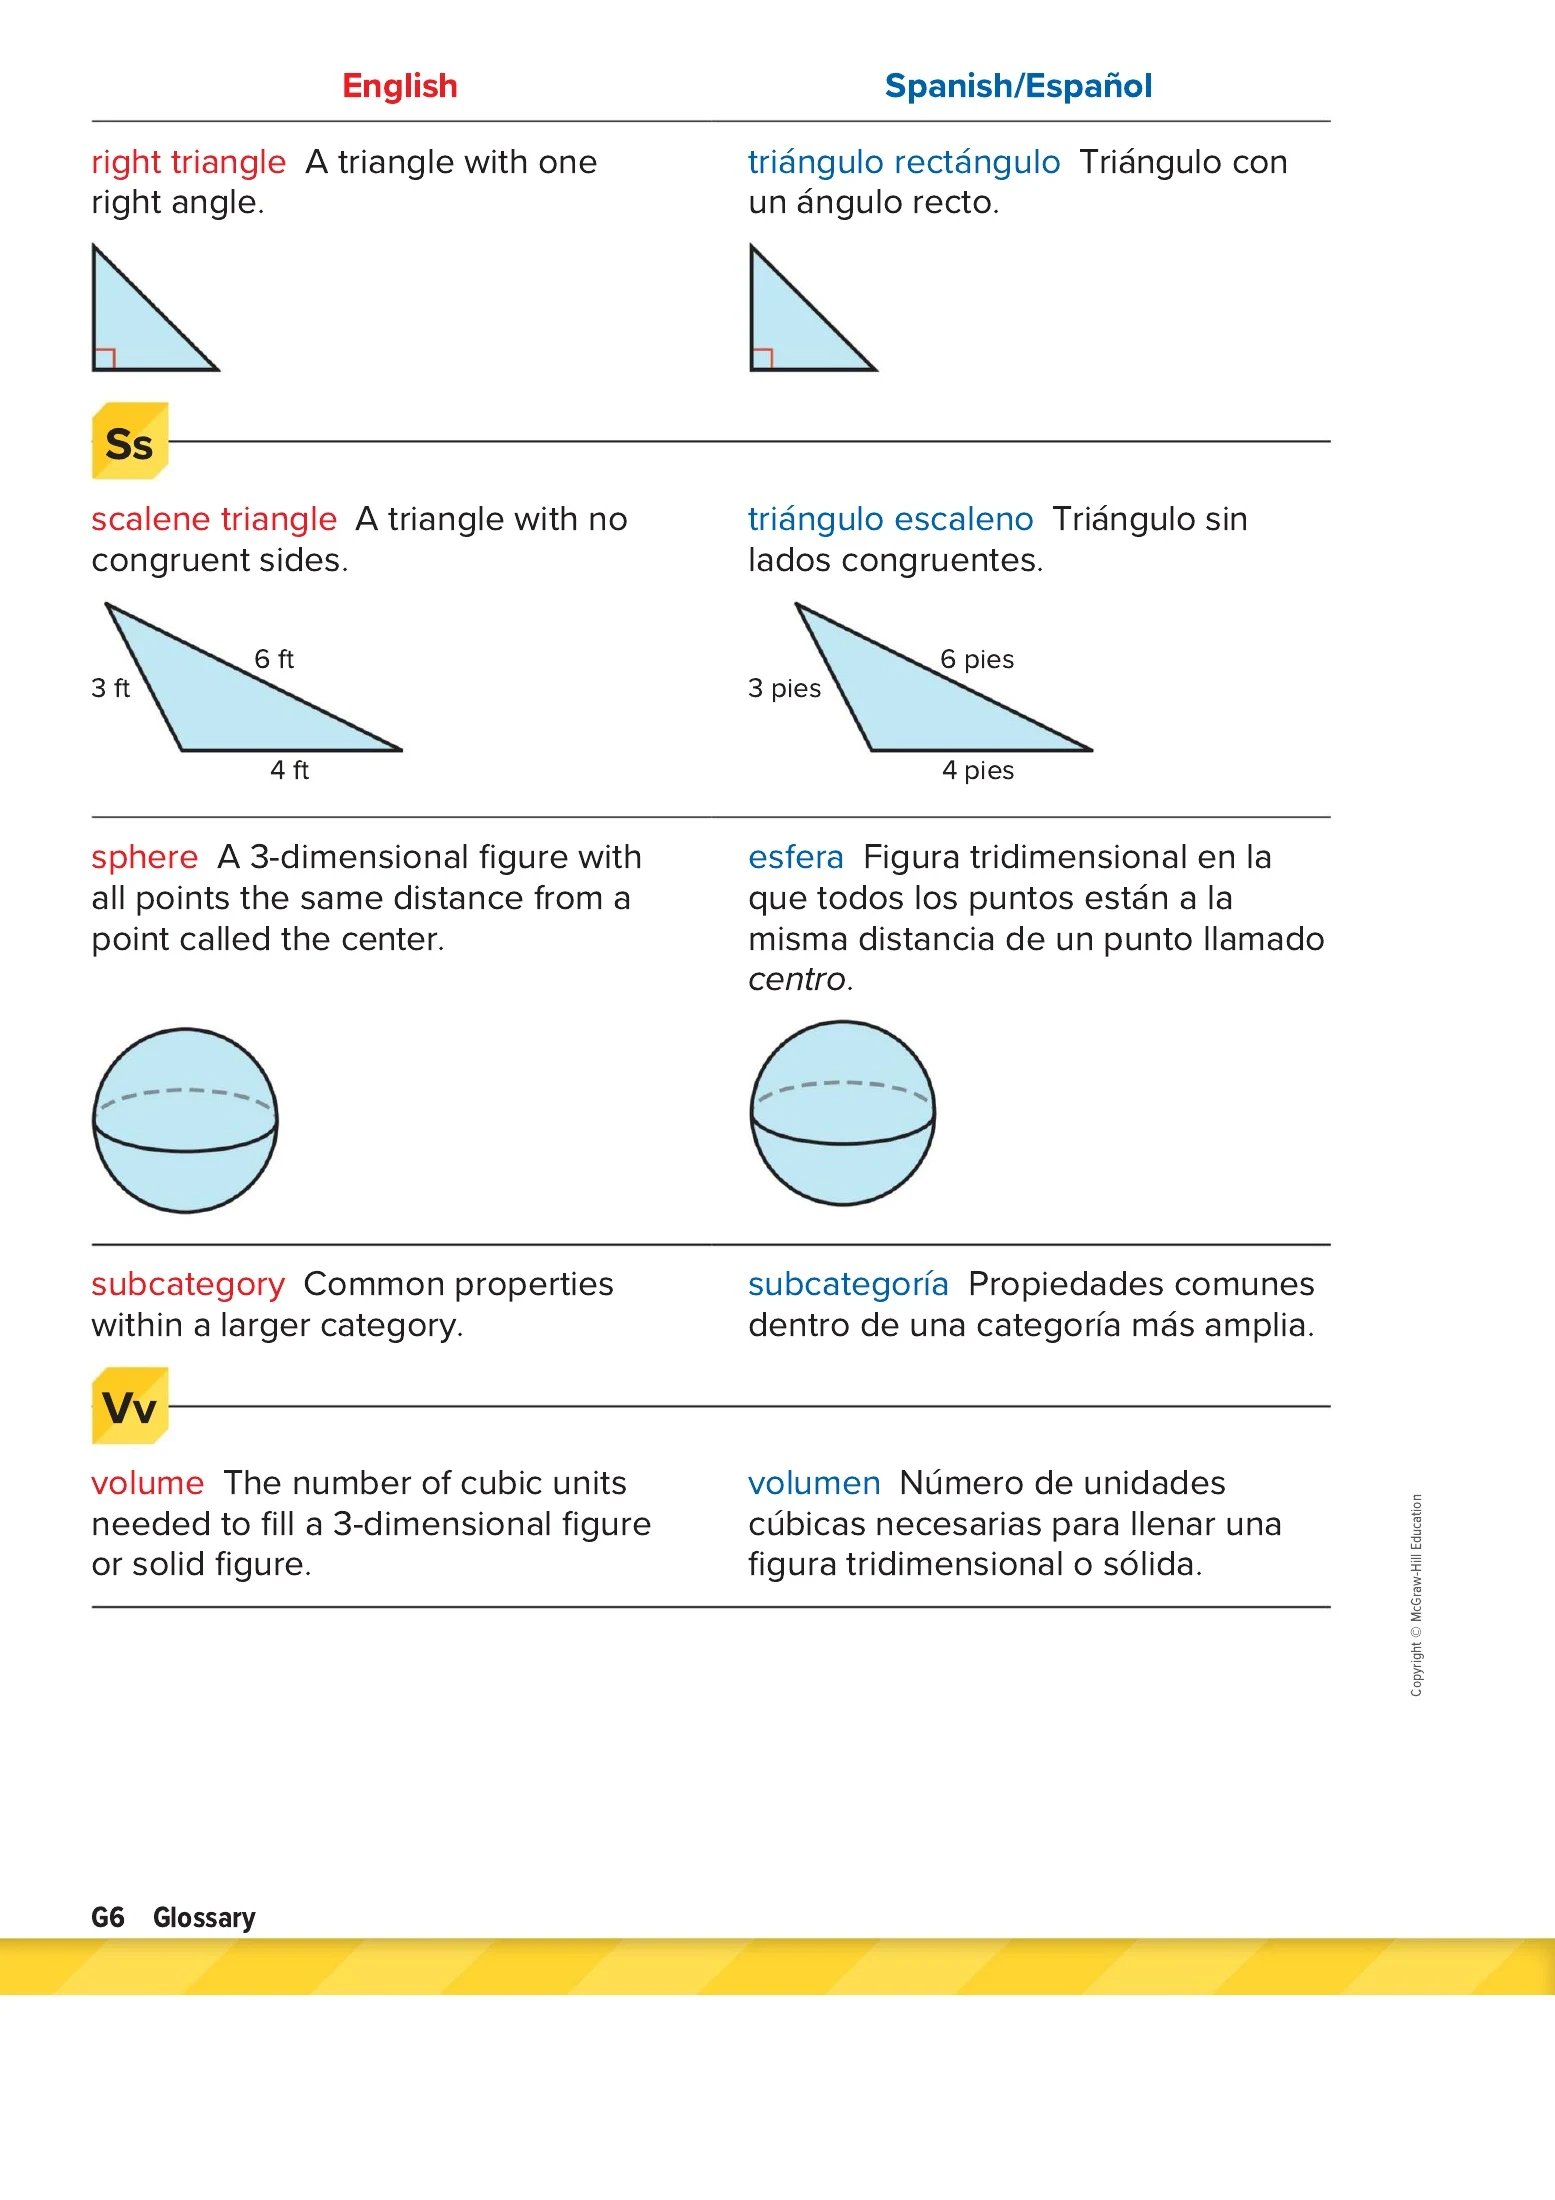 English
Spanish/Español
right triangle A triangle with one
right angle.
triángulo rectángulo Triángulo con
un ángulo recto.
Ss
scalene triangle A triangle with no
congruent sides.
6 ft
3 ft
4 ft
triángulo escaleno Triángulo sin
lados congruentes.
6 pies
3 pies
4 pies
sphere A 3-dimensional figure with
all points the same distance from a
point called the center.
esfera Figura tridimensional en la
que todos los puntos están a la
misma distancia de un punto llamado
centro.
subcategory Common properties
within a larger category.
subcategoría Propiedades comunes
dentro de una categoría más amplia.
Vv
volume The number of cubic units
needed to fill a 3-dimensional figure
or solid figure.
volumen Número de unidades
cúbicas necesarias para llenar una
figura tridimensional o sólida.
Copyright © McGraw-Hill Education
G6 Glossary